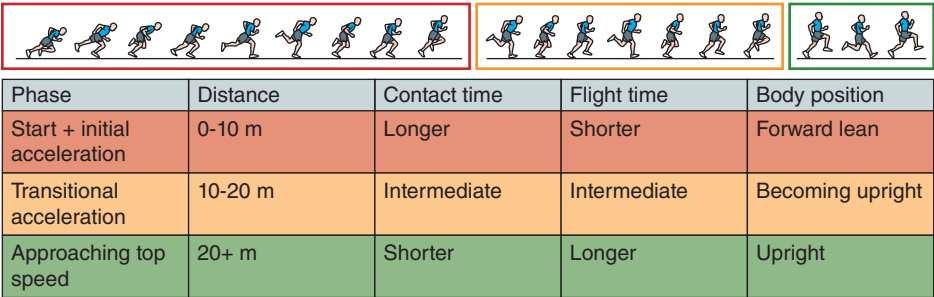 Phase Distance Contact time Flight time Body position
Start + initial acceleration 0-10 m Longer Shorter Forward lean
Transitional acceleration 10-20 m Intermediate Intermediate Becoming upright
Approaching top speed 20+ m Shorter Longer Upright